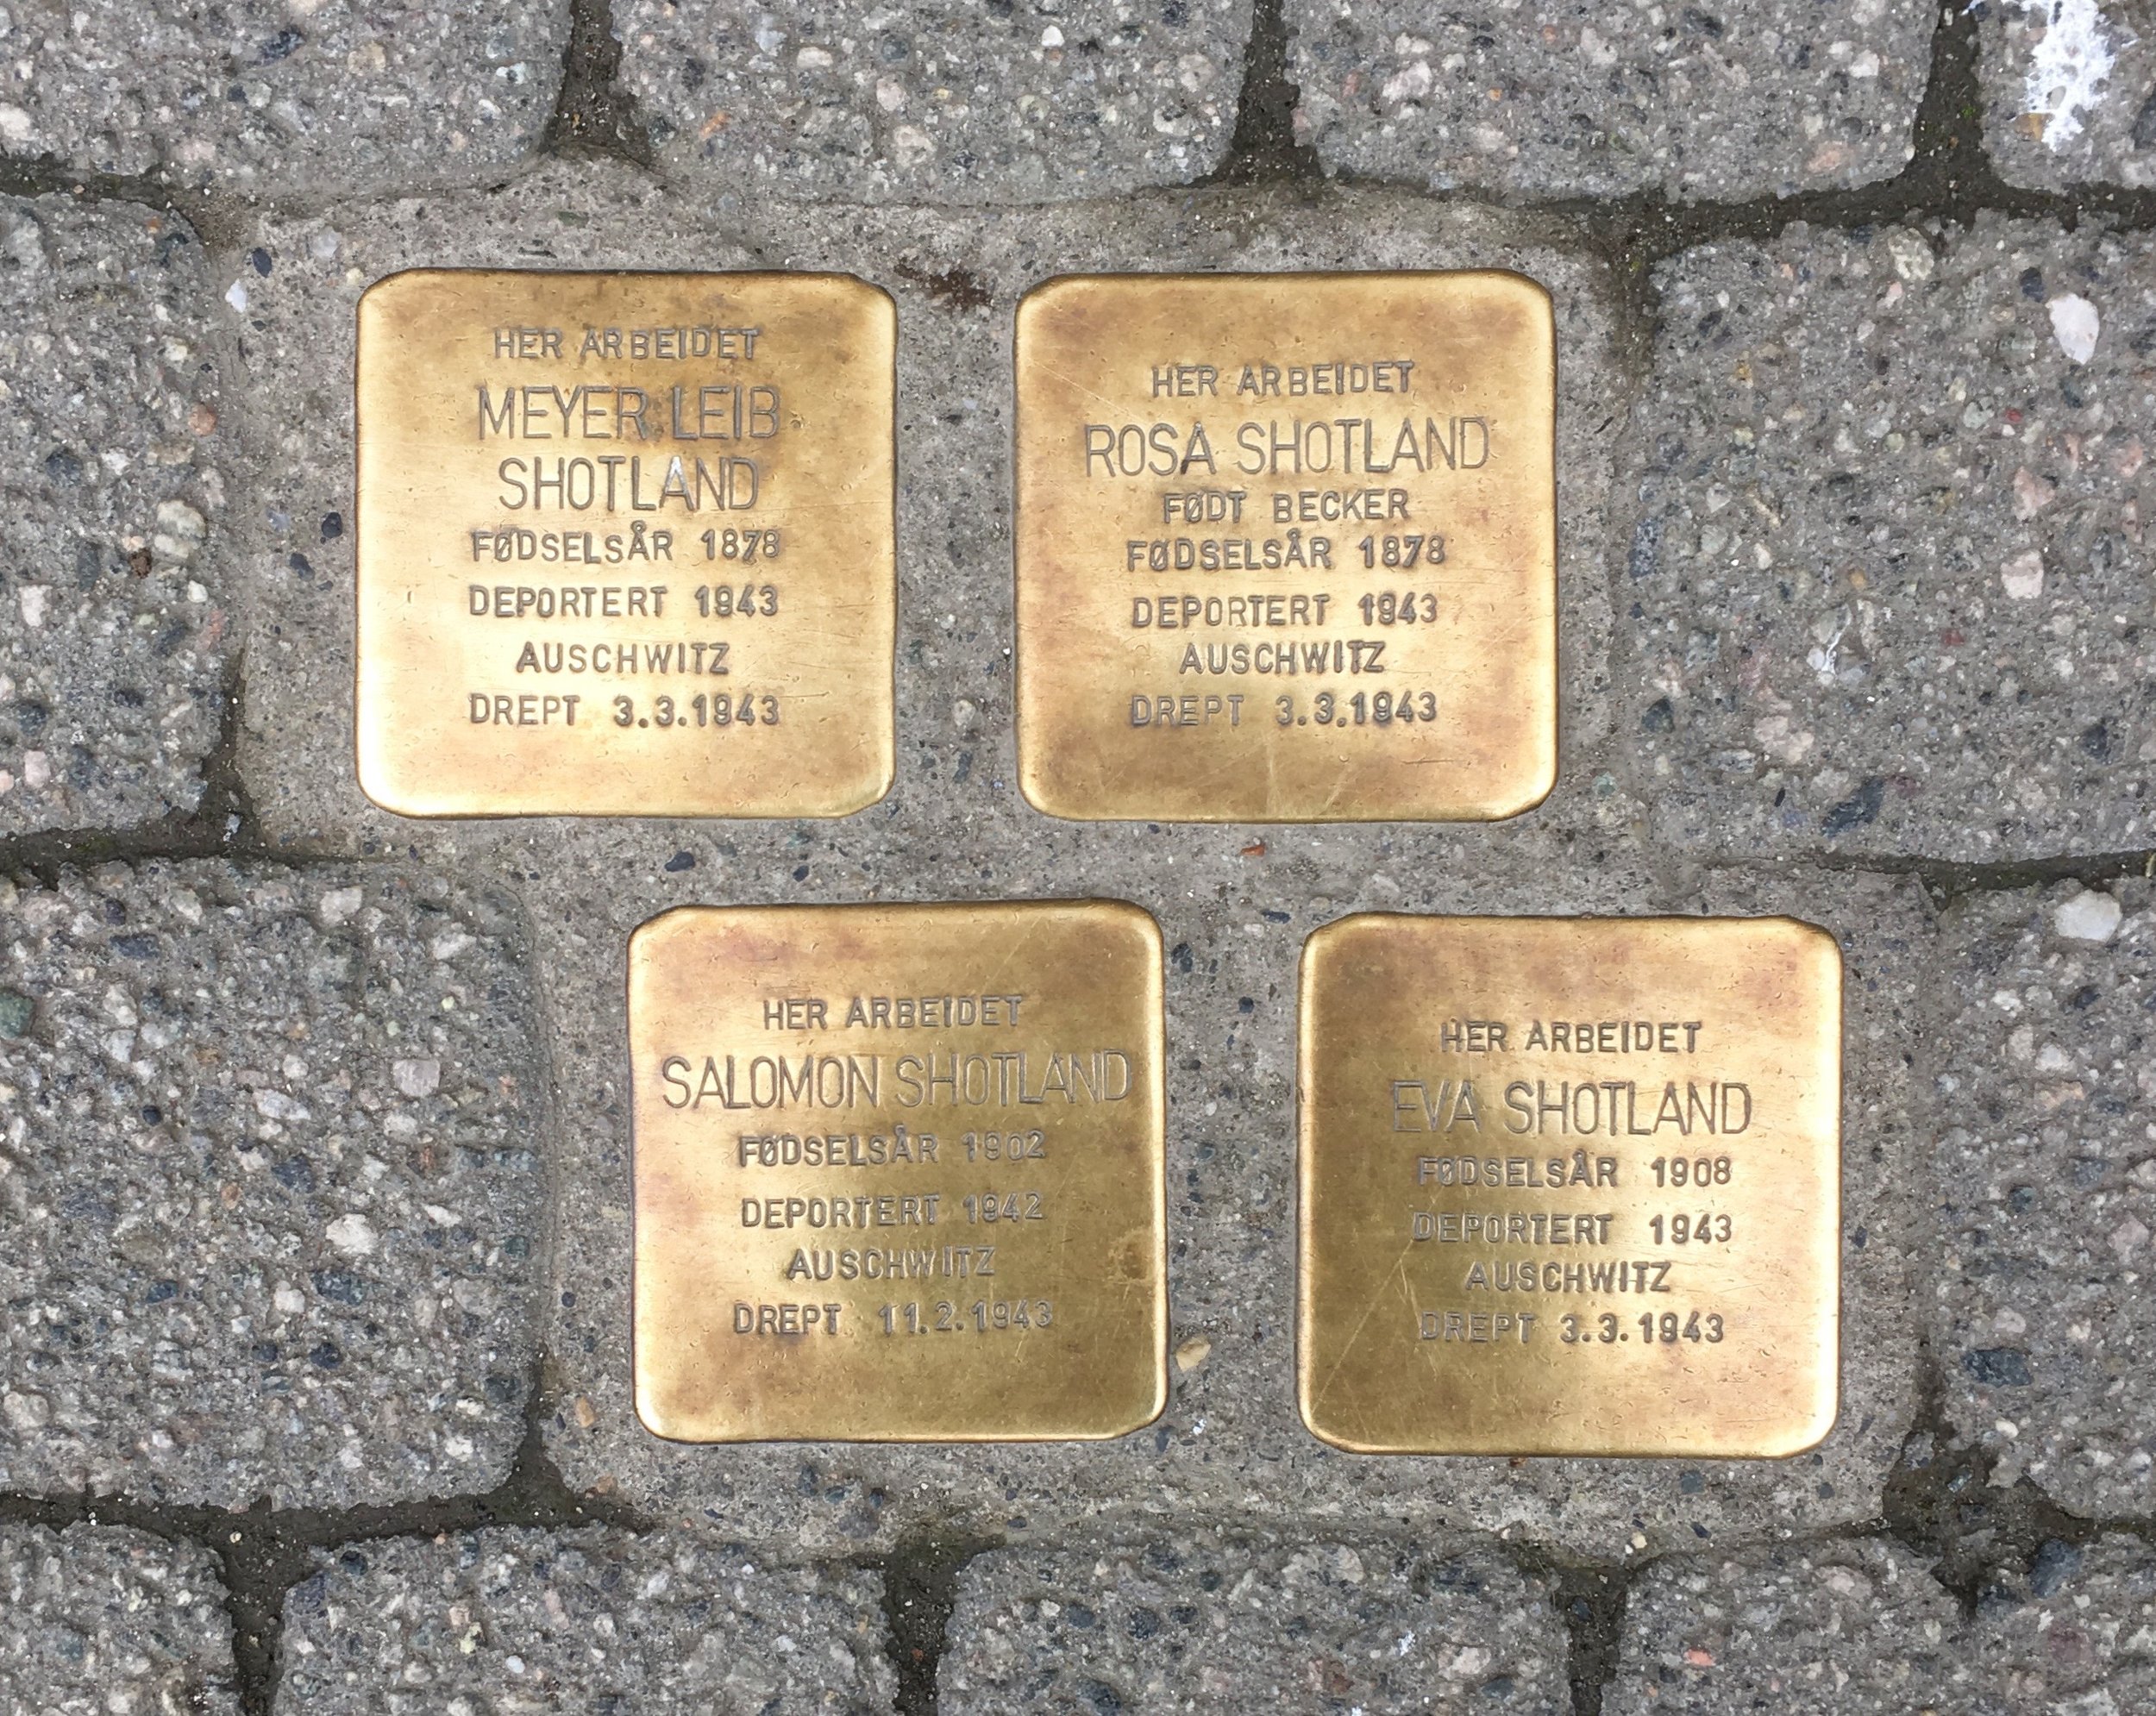 HER ARBEIDET
MEYER LEIB
SHOTLAND
FØDSELSÅR 1878
DEPORTERT 1943
AUSCHWITZ
DREPT 3.3.1943
HER ARBEIDET
ROSA SHOTLAND
FØDT BECKER
FØDSELSÅR 1878
DEPORTERT 1943
AUSCHWITZ
DREPT 3.3.1943
HER ARBEIDET
SALOMON SHOTLAND
FØDSELSÅR 1902
DEPORTERT 1942
AUSCHWITZ
DREPT 11.2.1943
HER ARBEIDET
EVA SHOTLAND
FØDSELSÅR 1908
DEPORTERT 1943
AUSCHWITZ
DREPT 3.3.1943